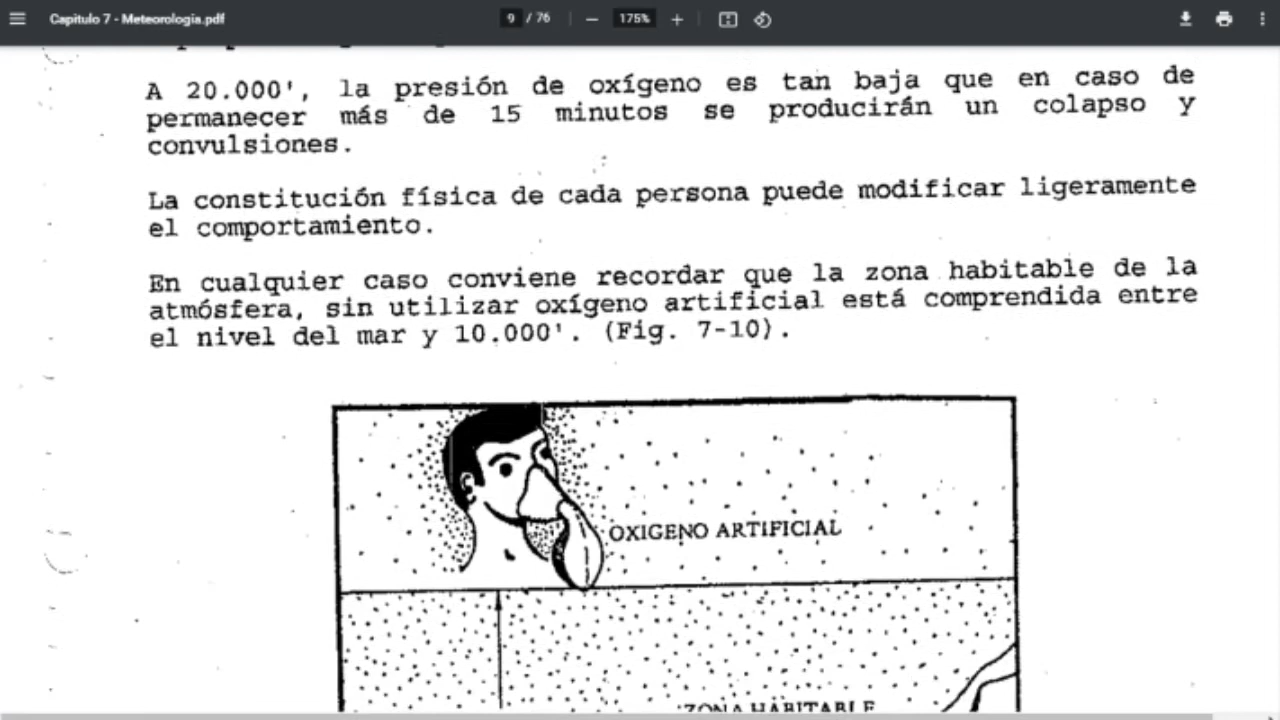 Capitulo 7 - Meteorologia.pdf
9 / 76
175%
A 20.000', la presión de oxígeno es tan baja que en caso de
permanecer más de 15 minutos se producirán un colapso y
convulsiones.
La constitución física de cada persona puede modificar ligeramente
el comportamiento.
En cualquier caso conviene recordar que la zona habitable de la
atmósfera, sin utilizar oxígeno artificial está comprendida entre
el nivel del mar y 10.000'. (Fig. 7-10).
OXIGENO ARTIFICIAL
ZONA HABITABLE